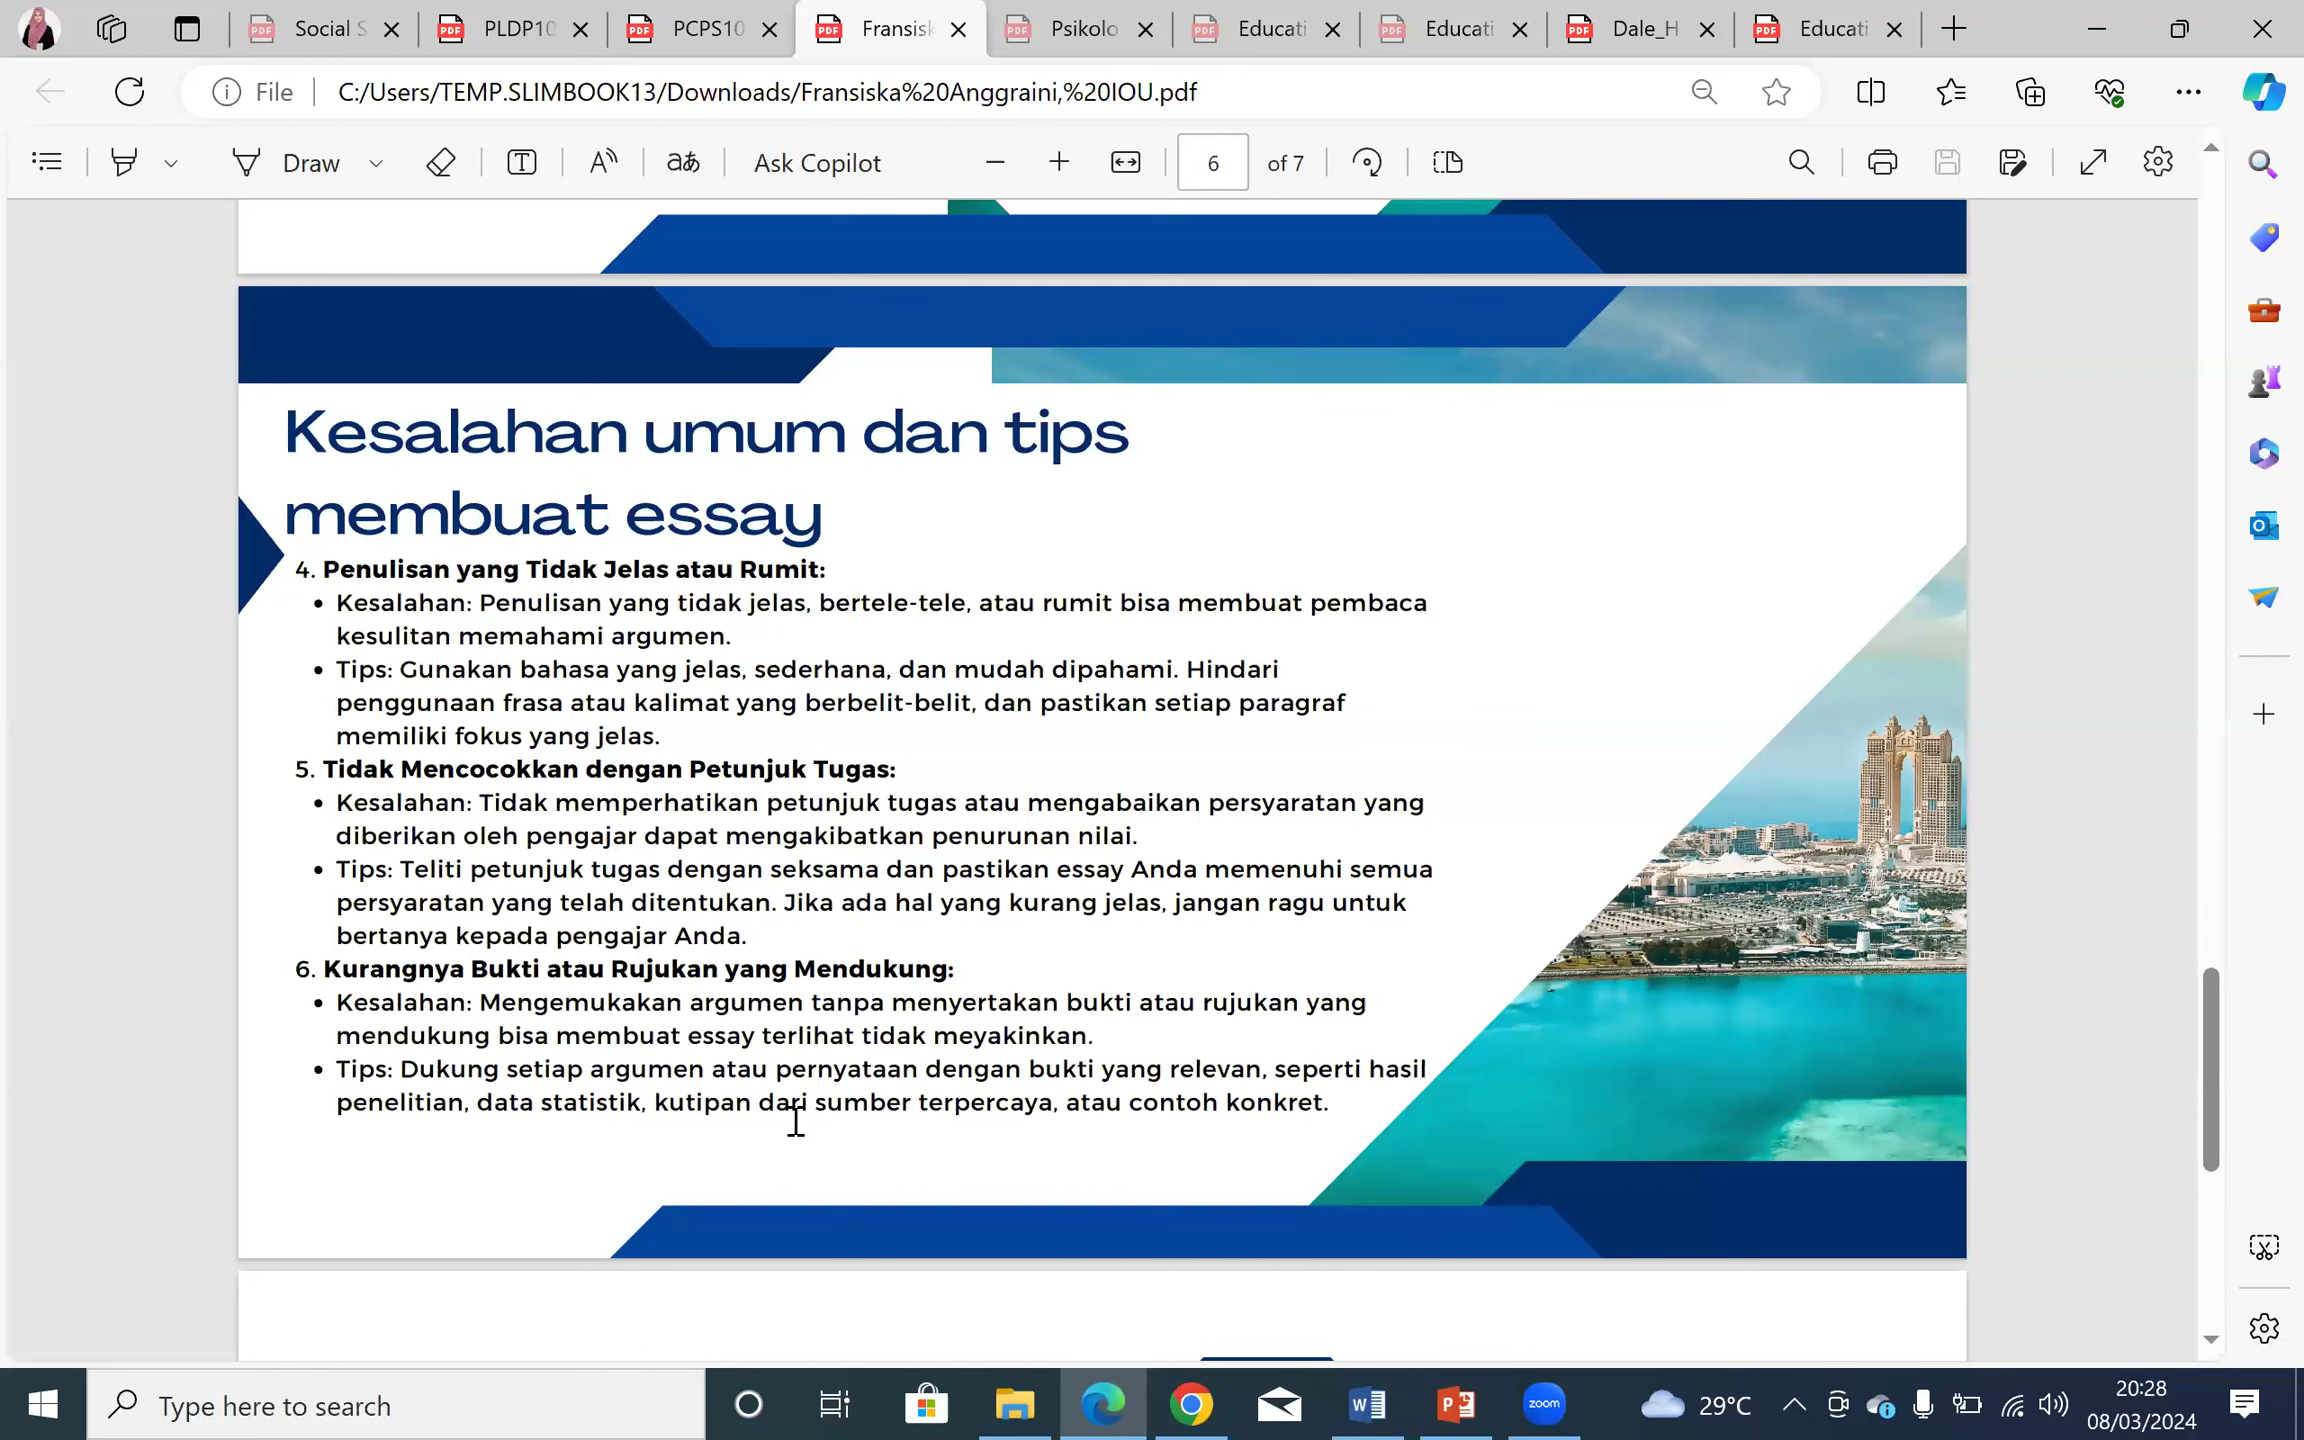 Social S
PLDP10
PCPS10
Fransisk
Psikolo
Educati
Educati
Dale_H
Educati
File
C:/Users/TEMP.SLIMBOOK13/Downloads/Fransiska%20Anggraini,%20IOU.pdf
Draw
Ask Copilot
6 of 7
Kesalahan umum dan tips
membuat essay
4. Penulisan yang Tidak Jelas atau Rumit:
• Kesalahan: Penulisan yang tidak jelas, bertele-tele, atau rumit bisa membuat pembaca
kesulitan memahami argumen.
• Tips: Gunakan bahasa yang jelas, sederhana, dan mudah dipahami. Hindari
penggunaan frasa atau kalimat yang berbelit-belit, dan pastikan setiap paragraf
memiliki fokus yang jelas.
5. Tidak Mencocokkan dengan Petunjuk Tugas:
• Kesalahan: Tidak memperhatikan petunjuk tugas atau mengabaikan persyaratan yang
diberikan oleh pengajar dapat mengakibatkan penurunan nilai.
• Tips: Teliti petunjuk tugas dengan seksama dan pastikan essay Anda memenuhi semua
persyaratan yang telah ditentukan. Jika ada hal yang kurang jelas, jangan ragu untuk
bertanya kepada pengajar Anda.
6. Kurangnya Bukti atau Rujukan yang Mendukung:
• Kesalahan: Mengemukakan argumen tanpa menyertakan bukti atau rujukan yang
mendukung bisa membuat essay terlihat tidak meyakinkan.
• Tips: Dukung setiap argumen atau pernyataan dengan bukti yang relevan, seperti hasil
penelitian, data statistik, kutipan dari sumber terpercaya, atau contoh konkret.
Type here to search
zoom
29°C
20:28
08/03/2024